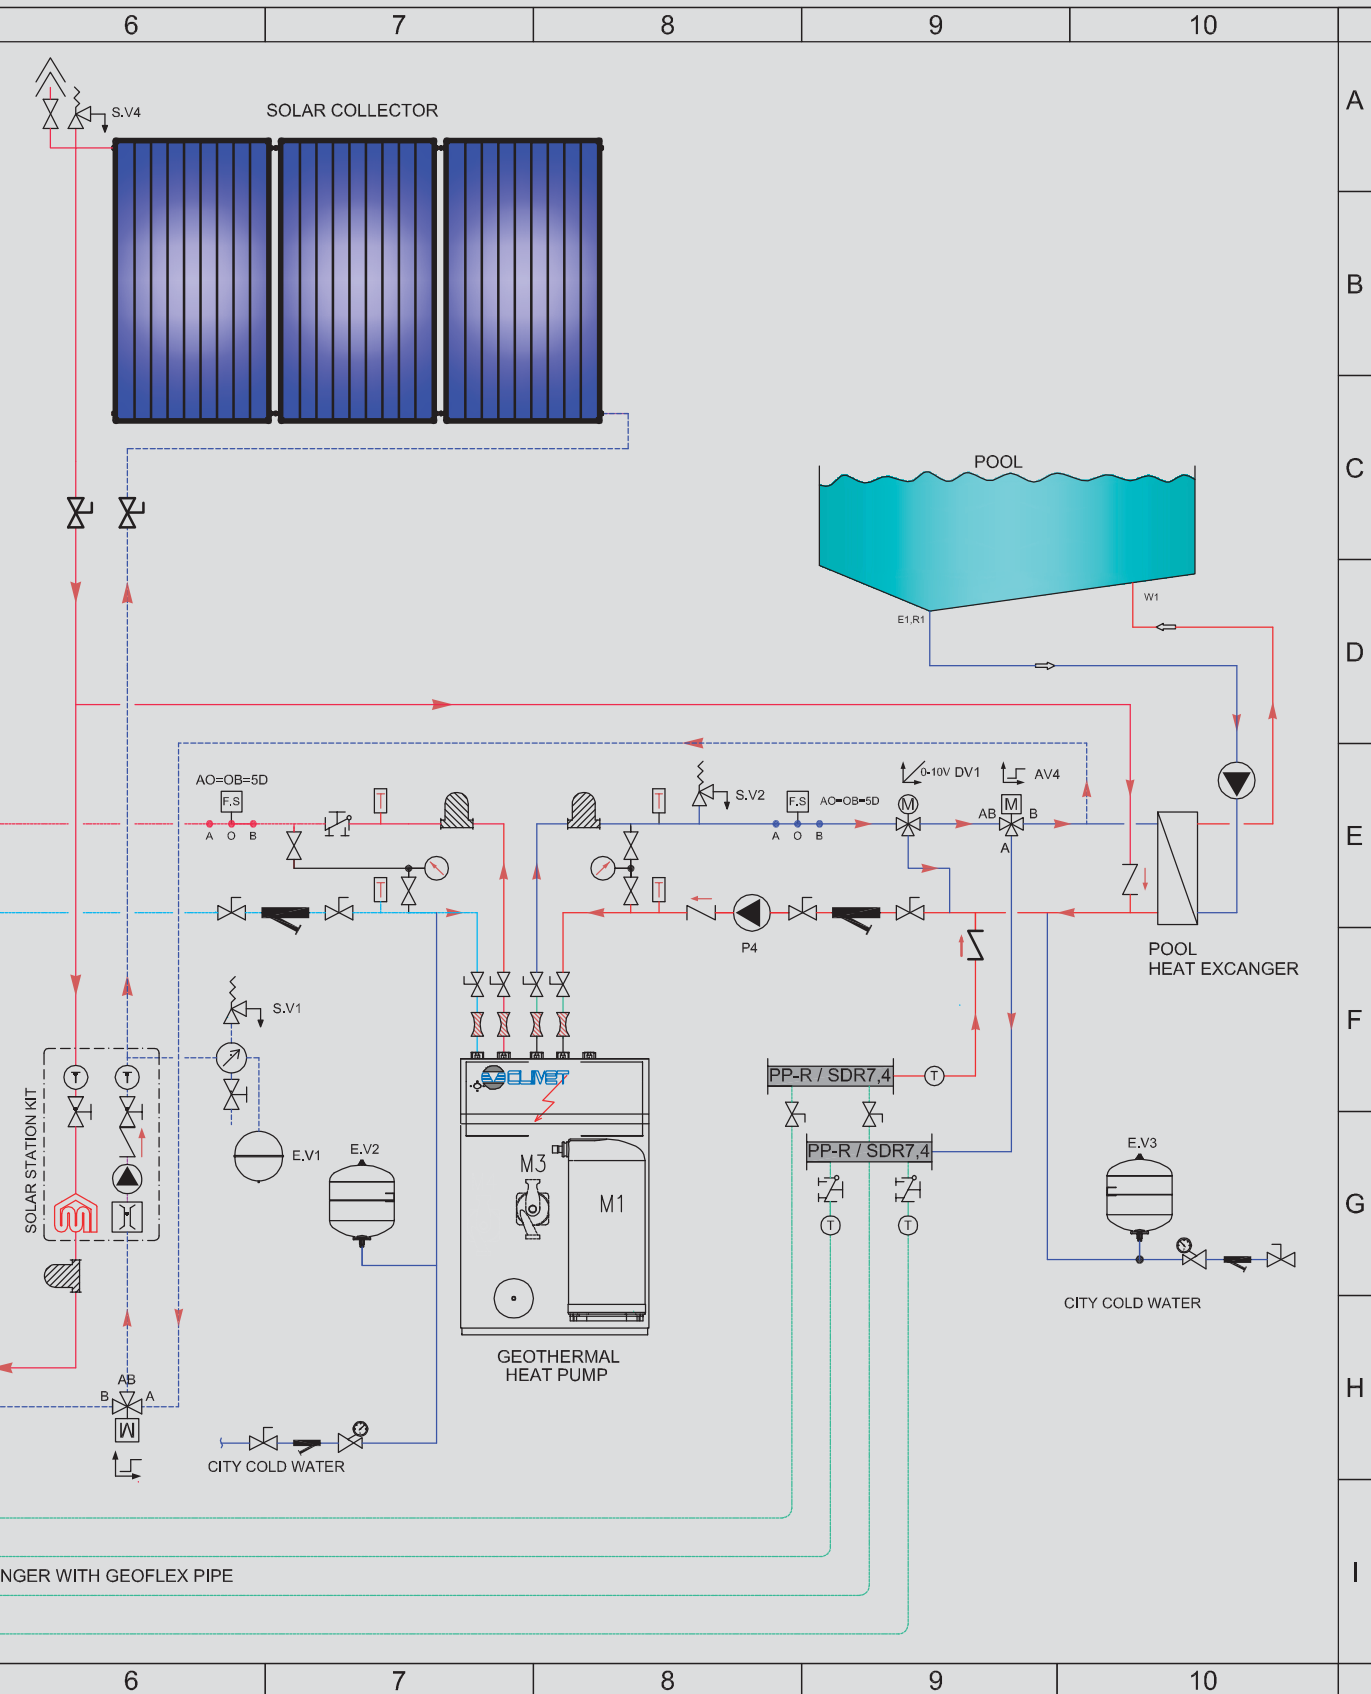 6 7 8 9 10
A
S.V4
SOLAR COLLECTOR
B
C
POOL
W1
E1,R1
D
AO=OB=5D
F.S
A O B
T
T
S.V2
F.S
AO=OB=5D
A O B
0-10V DV1
M
AV4
M
AB B
A
E
T
T
P4
POOL
HEAT EXCANGER
S.V1
F
T T
SOLAR STATION KIT
CLIVET
PP-R / SDR7,4
T
PP-R / SDR7,4
E.V1
E.V2
M3
M1
T T
E.V3
G
CITY COLD WATER
GEOTHERMAL
HEAT PUMP
AB
B A
M
H
CITY COLD WATER
NGER WITH GEOFLEX PIPE
I
6 7 8 9 10